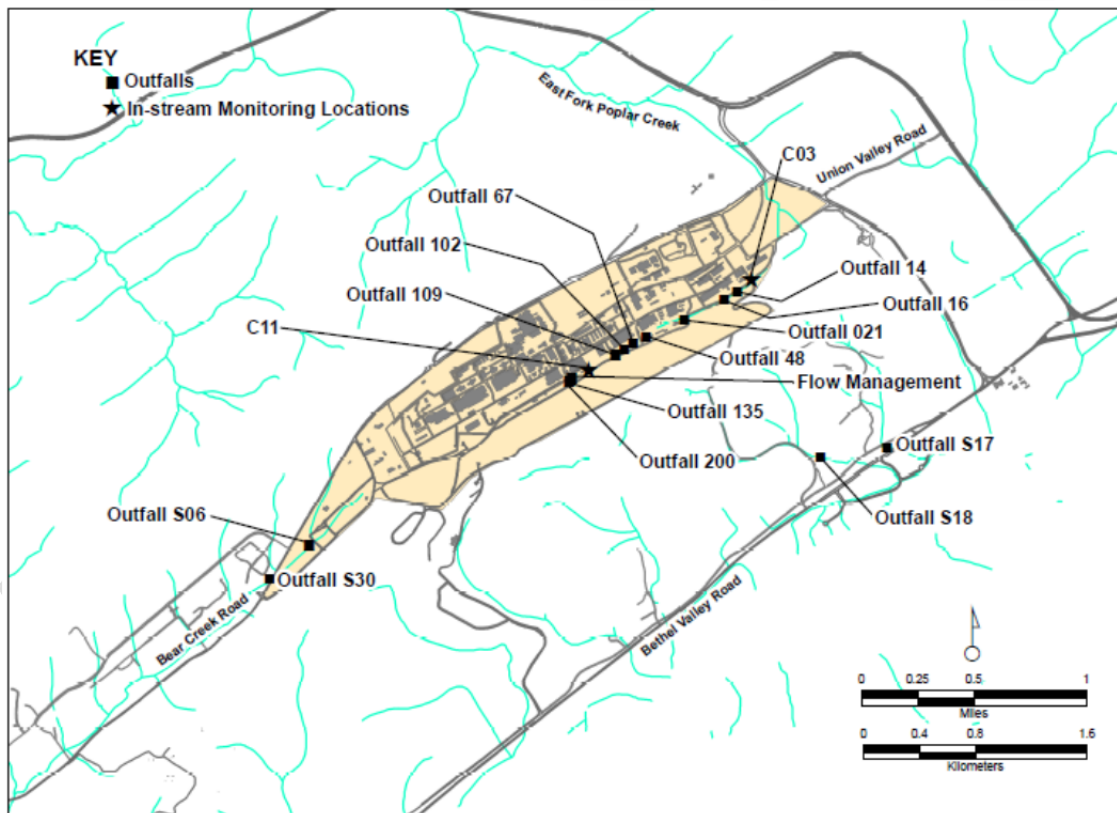 KEY
Outfalls
In-stream Monitoring Locations
East Fork Poplar Creek
Union Valley Road
C03
Outfall 67
Outfall 102
Outfall 109
C11
Outfall 14
Outfall 16
Outfall 021
Outfall 48
Flow Management
Outfall 135
Outfall 200
Outfall S17
Outfall S18
Outfall S06
Outfall S30
Bear Creek Road
Bethel Valley Road
0 0.25 0.5 1
Miles
0 0.4 0.8 1.6
Kilometers